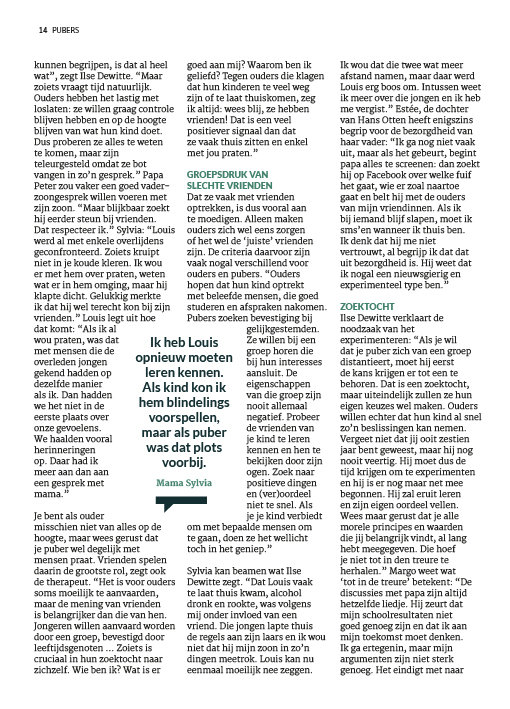 14 PUBERS
kunnen begrijpen, is dat al heel
wat”, zegt Ilse Dewitte. “Maar
zoiets vraagt tijd natuurlijk.
Ouders hebben het lastig met
loslaten: ze willen graag controle
blijven hebben en op de hoogte
blijven van wat hun kind doet.
Dus proberen ze alles te weten
te komen, maar zijn
teleurgesteld omdat ze bot
vangen in zo’n gesprek.” Papa
Peter zou vaker een goed vader-
zoongesprek willen voeren met
zijn zoon. “Maar blijkbaar zoekt
hij eerder steun bij vrienden.
Dat respecteer ik.” Sylvia: “Louis
werd al met enkele overlijdens
geconfronteerd. Zoiets kruipt
niet in je koude kleren. Ik wou
er met hem over praten, weten
wat er in hem omging, maar hij
klapte dicht. Gelukkig merkte
ik dat hij wel terecht kon bij zijn
vrienden.” Louis legt uit hoe
dat komt: “Als ik al
wou praten, was dat
met mensen die de
overleden jongen
gekend hadden op
dezelfde manier
als ik. Dan hadden
we het niet in de
eerste plaats over
onze gevoelens.
We haalden vooral
herinneringen
op. Daar had ik
meer aan dan aan
een gesprek met
mama.”
Je bent als ouder
misschien niet van alles op de
hoogte, maar wees gerust dat
je puber wel degelijk met
mensen praat. Vrienden spelen
daarin de grootste rol, zegt ook
de therapeut. “Het is voor ouders
soms moeilijk te aanvaarden,
maar de mening van vrienden
is belangrijker dan die van hen.
Jongeren willen aanvaard worden
door een groep, bevestigd door
leeftijdsgenoten ... Zoiets is
cruciaal in hun zoektocht naar
zichzelf. Wie ben ik? Wat is er
goed aan mij? Waarom ben ik
geliefd? Tegen ouders die klagen
dat hun kinderen te veel weg
zijn of te laat thuiskomen, zeg
ik altijd: wees blij, ze hebben
vrienden! Dat is een veel
positiever signaal dan dat
ze vaak thuis zitten en enkel
met jou praten.”
GROEPSDRUK VAN
SLECHTE VRIENDEN
Dat ze vaak met vrienden
optrekken, is dus vooral aan
te moedigen. Alleen maken
ouders zich wel eens zorgen
of het wel de ‘juiste’ vrienden
zijn. De criteria daarvoor zijn
vaak nogal verschillend voor
ouders en pubers. “Ouders
hopen dat hun kind optrekt
met beleefde mensen, die goed
studeren en afspraken nakomen.
Pubers zoeken bevestiging bij
gelijkgestemden.
Ze willen bij een
groep horen die
bij hun interesses
aansluit. De
eigenschappen
van die groep zijn
nooit allemaal
negatief. Probeer
de vrienden van
je kind te leren
kennen en hen te
bekijken door zijn
ogen. Zoek naar
positieve dingen
en (ver)oordeel
niet te snel. Als
je je kind verbiedt
om met bepaalde mensen om
te gaan, doen ze het wellicht
toch in het geniep.”
Sylvia kan beamen wat Ilse
Dewitte zegt. “Dat Louis vaak
te laat thuis kwam, alcohol
dronk en rookte, was volgens
mij onder invloed van een
vriend. Die jongen lapte thuis
de regels aan zijn laars en ik wou
niet dat hij mijn zoon in zo’n
dingen meetrok. Louis kan nu
eenmaal moeilijk nee zeggen.
Ik heb Louis
opnieuw moeten
leren kennen.
Als kind kon ik
hem blindelings
voorspellen,
maar als puber
was dat plots
voorbij.
Mama Sylvia
Ik wou dat die twee wat meer
afstand namen, maar daar werd
Louis erg boos om. Intussen weet
ik meer over die jongen en ik heb
me vergist.” Estée, de dochter
van Hans Otten heeft enigszins
begrip voor de bezorgdheid van
haar vader: “Ik ga nog niet vaak
uit, maar als het gebeurt, begint
papa alles te screenen: dan zoekt
hij op Facebook over welke fuif
het gaat, wie er zoal naartoe
gaat en belt hij met de ouders
van mijn vriendinnen. Als ik
bij iemand blijf slapen, moet ik
sms’en wanneer ik thuis ben.
Ik denk dat hij me niet
vertrouwt, al begrijp ik dat dat
uit bezorgdheid is. Hij weet dat
ik nogal een nieuwsgierig en
experimenteel type ben.”
ZOEKTOCHT
Ilse Dewitte verklaart de
noodzaak van het
experimenteren: “Als je wil
dat je puber zich van een groep
distantieert, moet hij eerst
de kans krijgen er tot een te
behoren. Dat is een zoektocht,
maar uiteindelijk zullen ze hun
eigen keuzes wel maken. Ouders
willen echter dat hun kind al snel
zo’n beslissingen kan nemen.
Vergeet niet dat jij ooit zestien
jaar bent geweest, maar hij nog
nooit veertig. Hij moet dus de
tijd krijgen om te experimenten
en hij is er nog maar net mee
begonnen. Hij zal eruit leren
en zijn eigen oordeel vellen.
Wees maar gerust dat je alle
morele principes en waarden
die jij belangrijk vindt, al lang
hebt meegegeven. Die hoef
je niet tot in den treure te
herhalen.” Margo weet wat
‘tot in de treure’ betekent: “De
discussies met papa zijn altijd
hetzelfde liedje. Hij zeurt dat
mijn schoolresultaten niet
goed genoeg zijn en dat ik aan
mijn toekomst moet denken.
Ik ga ertegenin, maar mijn
argumenten zijn niet sterk
genoeg. Het eindigt met naar